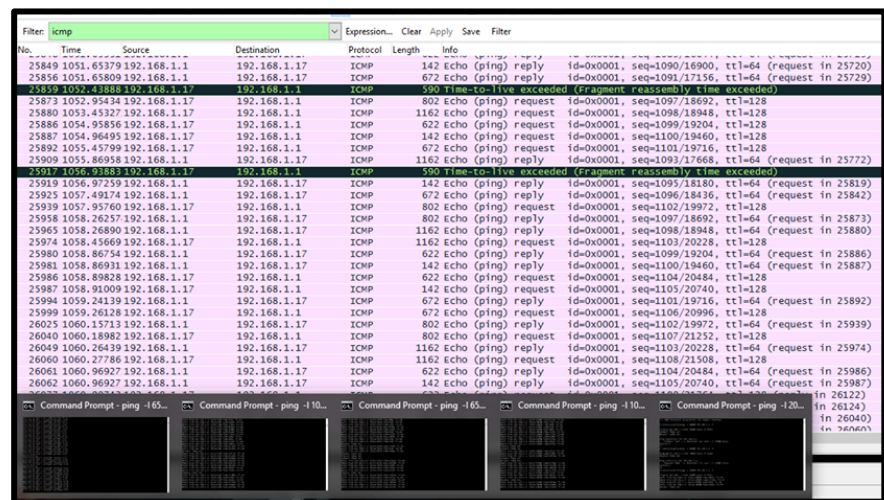 Filter: icmp Expression... Clear Apply Save Filter
No. Time Source Destination Protocol Length Info
25849 1051.65379 192.168.1.1 192.168.1.17 ICMP 142 Echo (ping) reply id=0x0001, seq=1090/16900, ttl=64 (request in 25720)
25856 1051.65809 192.168.1.1 192.168.1.17 ICMP 672 Echo (ping) reply id=0x0001, seq=1091/17156, ttl=64 (request in 25729)
25859 1052.43888 192.168.1.17 192.168.1.1 ICMP 590 Time-to-live exceeded (Fragment reassembly time exceeded)
25873 1052.95434 192.168.1.17 192.168.1.1 ICMP 802 Echo (ping) request id=0x0001, seq=1097/18692, ttl=128
25880 1053.45327 192.168.1.17 192.168.1.1 ICMP 1162 Echo (ping) request id=0x0001, seq=1098/18948, ttl=128
25886 1054.95856 192.168.1.17 192.168.1.1 ICMP 622 Echo (ping) request id=0x0001, seq=1099/19204, ttl=128
25887 1054.96495 192.168.1.17 192.168.1.1 ICMP 142 Echo (ping) request id=0x0001, seq=1100/19460, ttl=128
25892 1055.45799 192.168.1.17 192.168.1.1 ICMP 672 Echo (ping) request id=0x0001, seq=1101/19716, ttl=128
25909 1055.86958 192.168.1.1 192.168.1.17 ICMP 1162 Echo (ping) reply id=0x0001, seq=1093/17668, ttl=64 (request in 25772)
25917 1056.93883 192.168.1.17 192.168.1.1 ICMP 590 Time-to-live exceeded (Fragment reassembly time exceeded)
25919 1056.97259 192.168.1.1 192.168.1.17 ICMP 142 Echo (ping) reply id=0x0001, seq=1095/18180, ttl=64 (request in 25819)
25925 1057.49174 192.168.1.1 192.168.1.17 ICMP 672 Echo (ping) reply id=0x0001, seq=1096/18436, ttl=64 (request in 25842)
25939 1057.95760 192.168.1.17 192.168.1.1 ICMP 802 Echo (ping) request id=0x0001, seq=1102/19972, ttl=128
25958 1058.26257 192.168.1.1 192.168.1.17 ICMP 802 Echo (ping) reply id=0x0001, seq=1097/18692, ttl=64 (request in 25873)
25965 1058.26890 192.168.1.1 192.168.1.17 ICMP 1162 Echo (ping) reply id=0x0001, seq=1098/18948, ttl=64 (request in 25880)
25974 1058.45669 192.168.1.17 192.168.1.1 ICMP 1162 Echo (ping) request id=0x0001, seq=1103/20228, ttl=128
25980 1058.86754 192.168.1.1 192.168.1.17 ICMP 622 Echo (ping) reply id=0x0001, seq=1099/19204, ttl=64 (request in 25886)
25981 1058.86931 192.168.1.1 192.168.1.17 ICMP 142 Echo (ping) reply id=0x0001, seq=1100/19460, ttl=64 (request in 25887)
25986 1058.89828 192.168.1.17 192.168.1.1 ICMP 622 Echo (ping) request id=0x0001, seq=1104/20484, ttl=128
25987 1058.91009 192.168.1.17 192.168.1.1 ICMP 142 Echo (ping) request id=0x0001, seq=1105/20740, ttl=128
25994 1059.24139 192.168.1.1 192.168.1.17 ICMP 672 Echo (ping) reply id=0x0001, seq=1101/19716, ttl=64 (request in 25892)
25999 1059.26128 192.168.1.17 192.168.1.1 ICMP 672 Echo (ping) request id=0x0001, seq=1106/20996, ttl=128
26025 1060.15713 192.168.1.1 192.168.1.17 ICMP 802 Echo (ping) reply id=0x0001, seq=1102/19972, ttl=64 (request in 25939)
26040 1060.18982 192.168.1.17 192.168.1.1 ICMP 802 Echo (ping) request id=0x0001, seq=1107/21252, ttl=128
26049 1060.26439 192.168.1.1 192.168.1.17 ICMP 1162 Echo (ping) reply id=0x0001, seq=1103/20228, ttl=64 (request in 25974)
26060 1060.27786 192.168.1.17 192.168.1.1 ICMP 1162 Echo (ping) request id=0x0001, seq=1108/21508, ttl=128
26061 1060.96927 192.168.1.1 192.168.1.17 ICMP 622 Echo (ping) reply id=0x0001, seq=1104/20484, ttl=64 (request in 25986)
26062 1060.96927 192.168.1.1 192.168.1.17 ICMP 142 Echo (ping) reply id=0x0001, seq=1105/20740, ttl=64 (request in 25987)
in 26122)
Command Prompt - ping -l 65... Command Prompt - ping -l 10... Command Prompt - ping -l 65... Command Prompt - ping -l 10... Command Prompt - ping -l 20... in 26124)
in 26040)
in 26060)